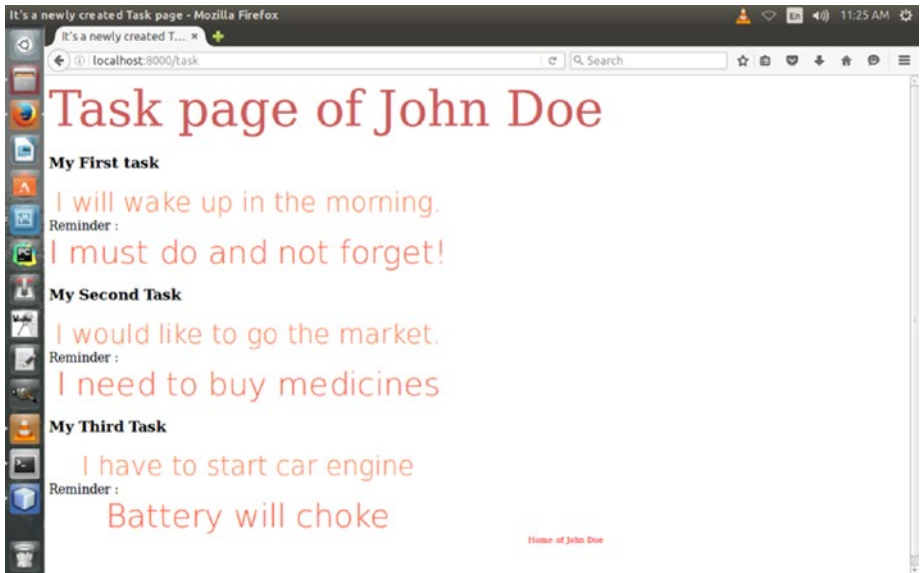 It's a newly created Task page - Mozilla Firefox
En
11:25 AM
It's a newly created T... ×
localhost:8000/task
Search
Task page of John Doe
My First task
I will wake up in the morning.
Reminder :
I must do and not forget!
My Second Task
I would like to go the market.
Reminder :
I need to buy medicines
My Third Task
I have to start car engine
Reminder :
Battery will choke
Home of John Doe